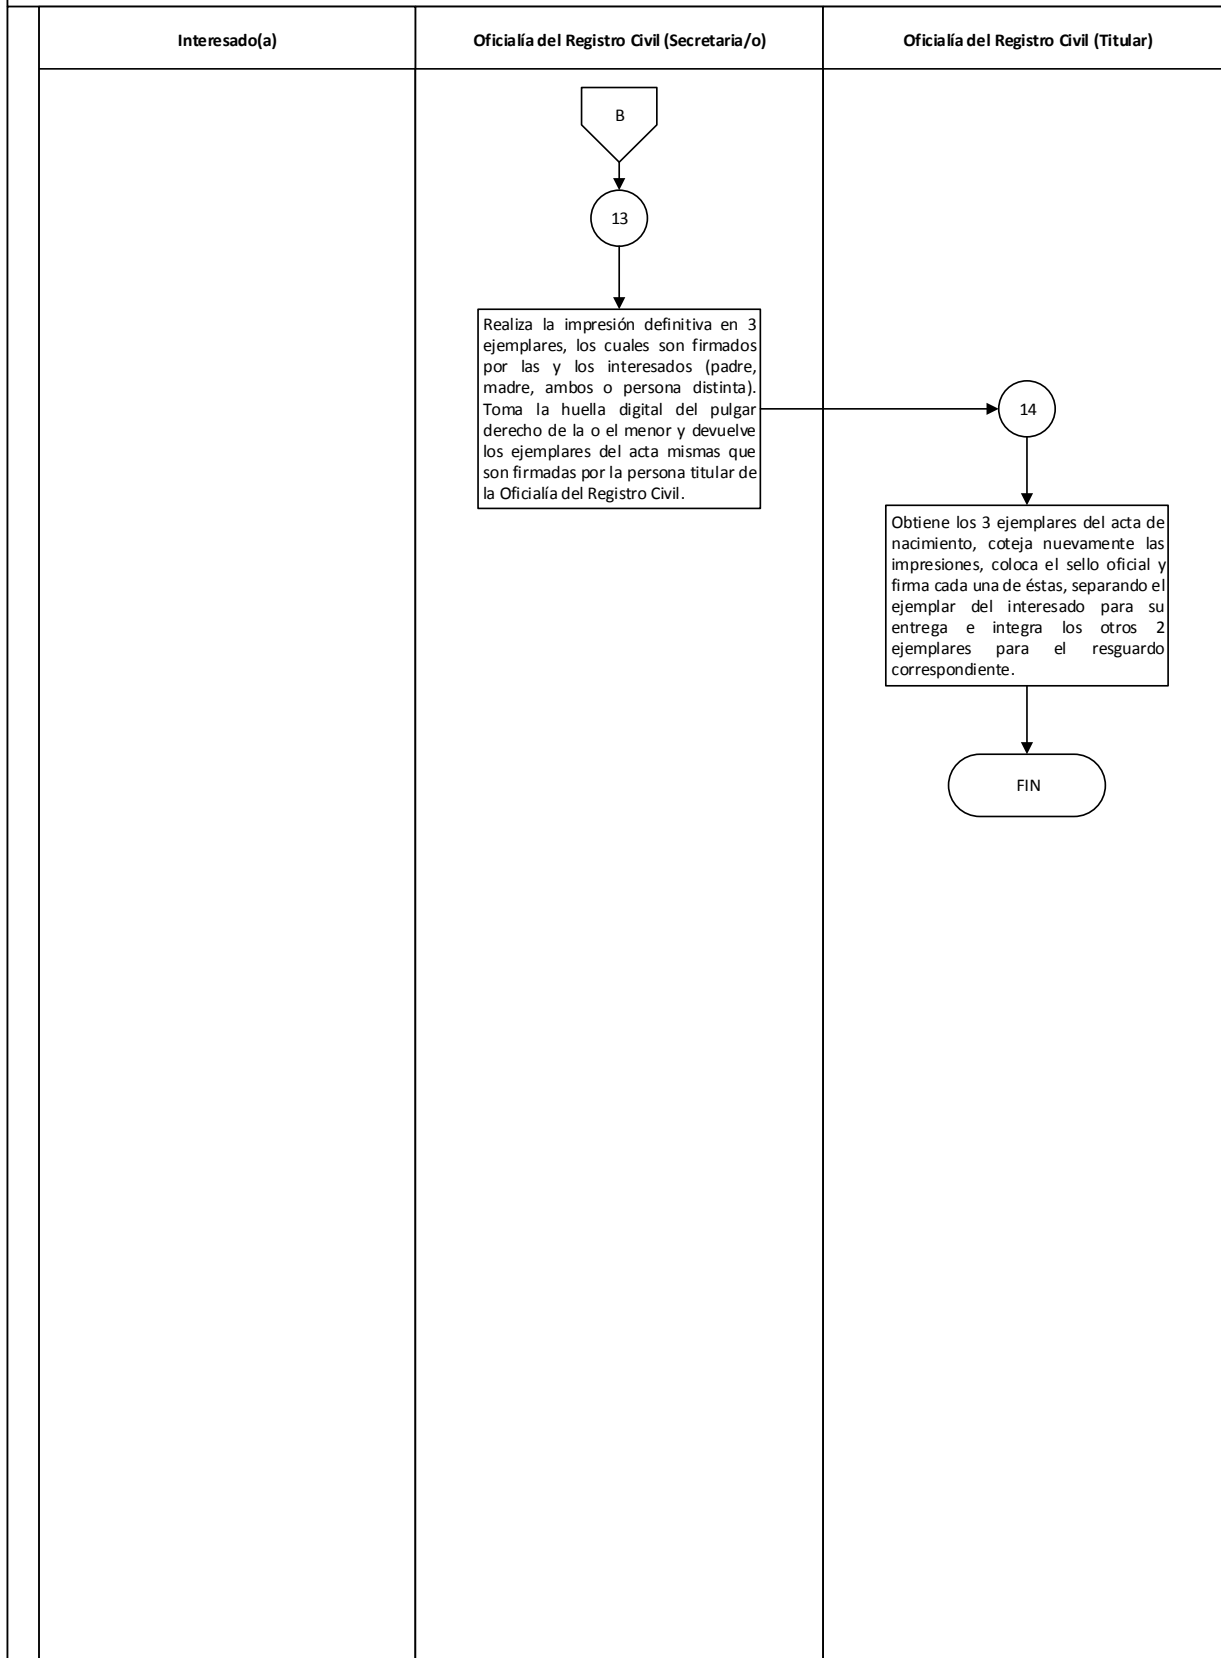 Interesado(a)
Oficialía del Registro Civil (Secretaria/o)
Oficialía del Registro Civil (Titular)
B
13
Realiza la impresión definitiva en 3
ejemplares, los cuales son firmados
por las y los interesados (padre,
madre, ambos o persona distinta).
Toma la huella digital del pulgar
derecho de la o el menor y devuelve
los ejemplares del acta mismas que
son firmadas por la persona titular de
la Oficialía del Registro Civil.
14
Obtiene los 3 ejemplares del acta de
nacimiento, coteja nuevamente las
impresiones, coloca el sello oficial y
firma cada una de éstas, separando el
ejemplar del interesado para su
entrega e integra los otros 2
ejemplares para el resguardo
correspondiente.
FIN